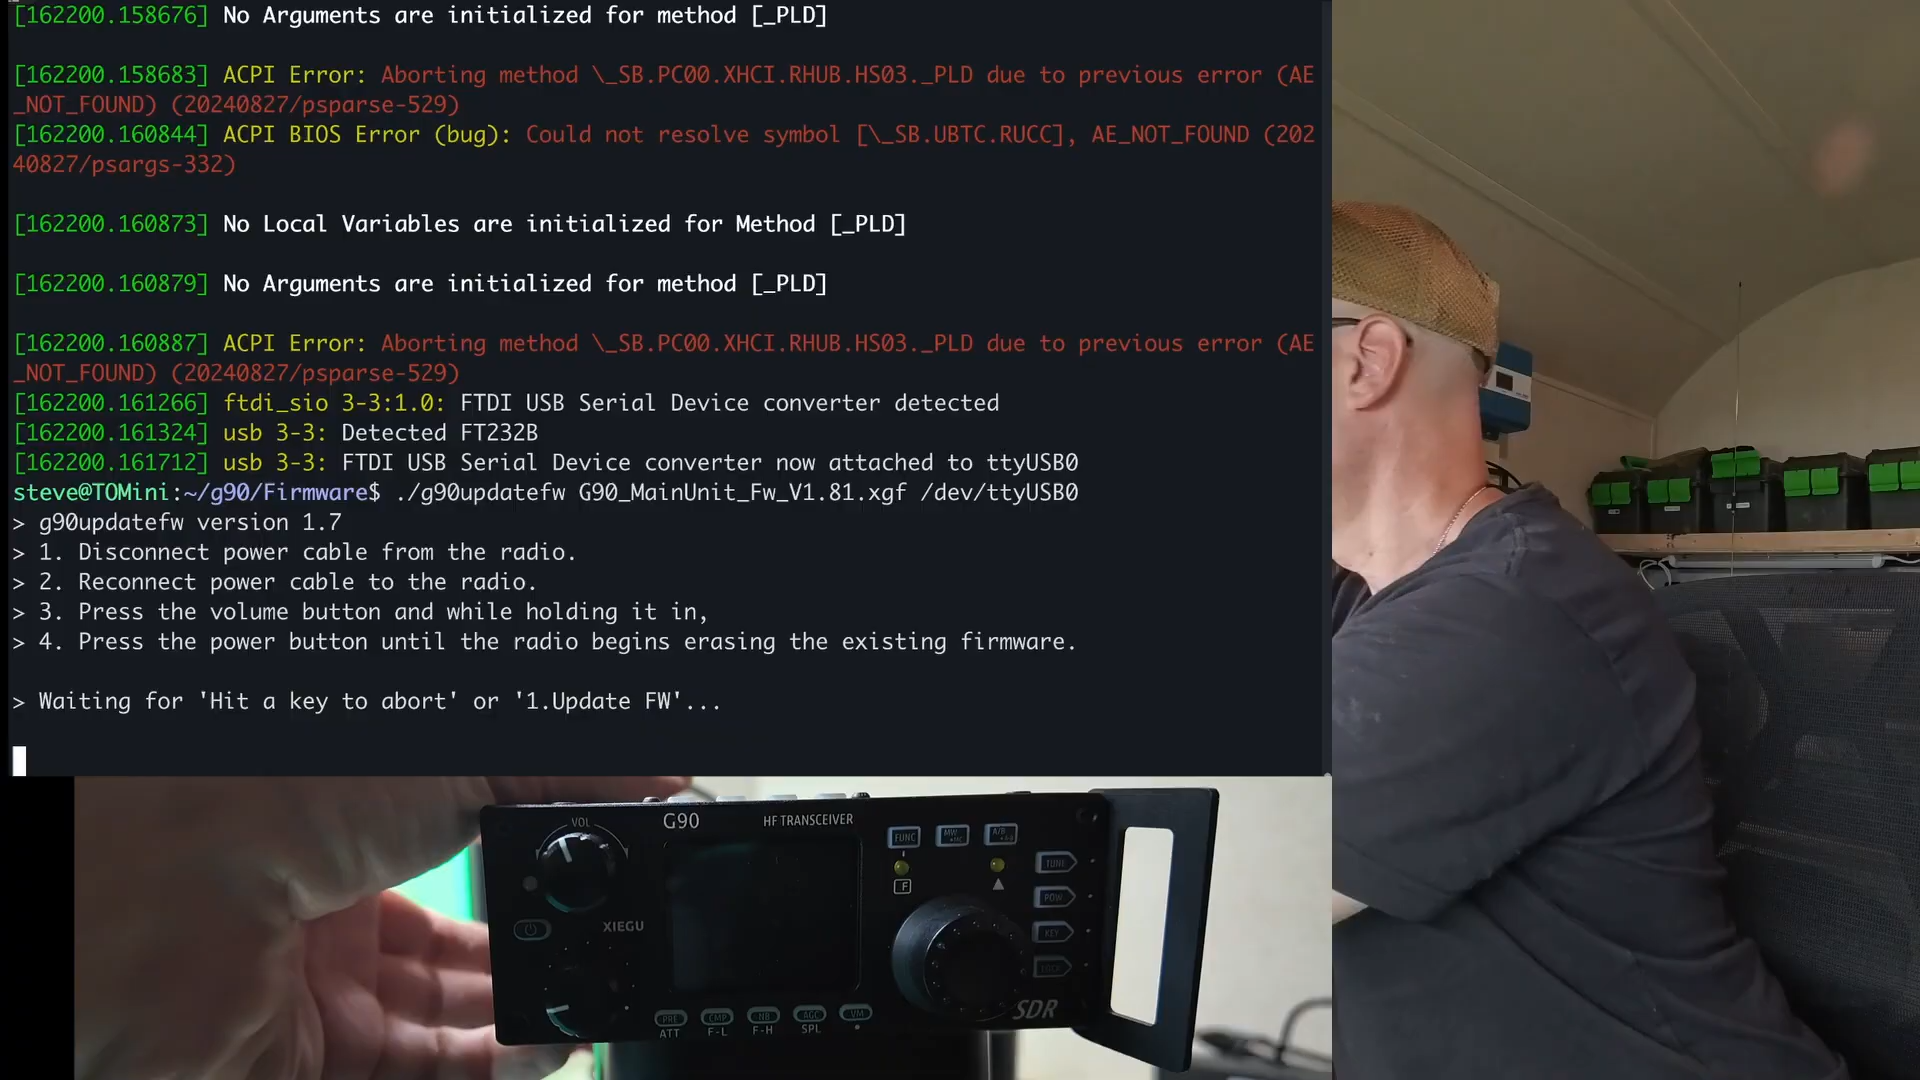 [162200.158676] No Arguments are initialized for method [_PLD]
[162200.158683] ACPI Error: Aborting method \_SB.PC00.XHCI.RHUB.HS03._PLD due to previous error (AE
_NOT_FOUND) (20240827/psparse-529)
[162200.160844] ACPI BIOS Error (bug): Could not resolve symbol [\_SB.UBTC.RUCC], AE_NOT_FOUND (202
40827/psargs-332)
[162200.160873] No Local Variables are initialized for Method [_PLD]
[162200.160879] No Arguments are initialized for method [_PLD]
[162200.160887] ACPI Error: Aborting method \_SB.PC00.XHCI.RHUB.HS03._PLD due to previous error (AE
_NOT_FOUND) (20240827/psparse-529)
[162200.161266] ftdi_sio 3-3:1.0: FTDI USB Serial Device converter detected
[162200.161324] usb 3-3: Detected FT232B
[162200.161712] usb 3-3: FTDI USB Serial Device converter now attached to ttyUSB0
steve@TOMini:~/g90/Firmware$ ./g90updatefw G90_MainUnit_Fw_V1.81.xgf /dev/ttyUSB0
> g90updatefw version 1.7
> 1. Disconnect power cable from the radio.
> 2. Reconnect power cable to the radio.
> 3. Press the volume button and while holding it in,
> 4. Press the power button until the radio begins erasing the existing firmware.
> Waiting for 'Hit a key to abort' or '1.Update FW'...
VOL
G90
HF TRANSCEIVER
FUNC
MW
A/B
F
TUNE
POW
KEY
LOCK
XIEGU
SDR
PRE
CMP
NB
AGC
VM
ATT
F-L
F-H
SPL